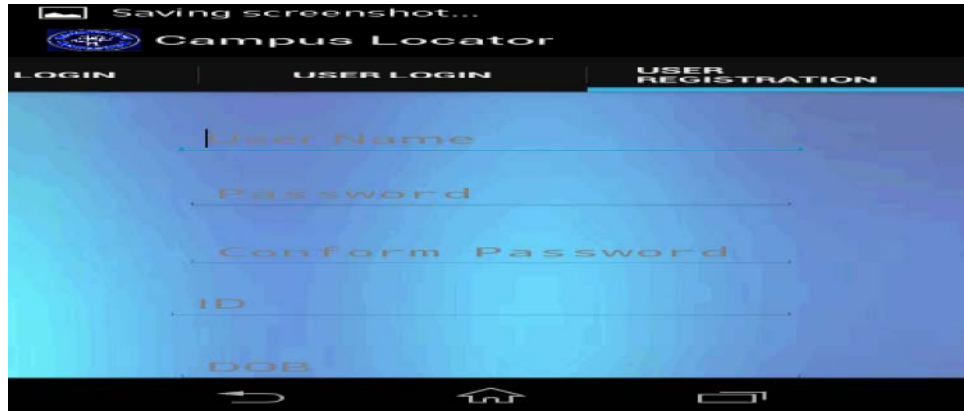 Saving screenshot...
Campus Locator
LOGIN
USER LOGIN
USER
REGISTRATION
User Name
Password
Conform Password
ID
DOB